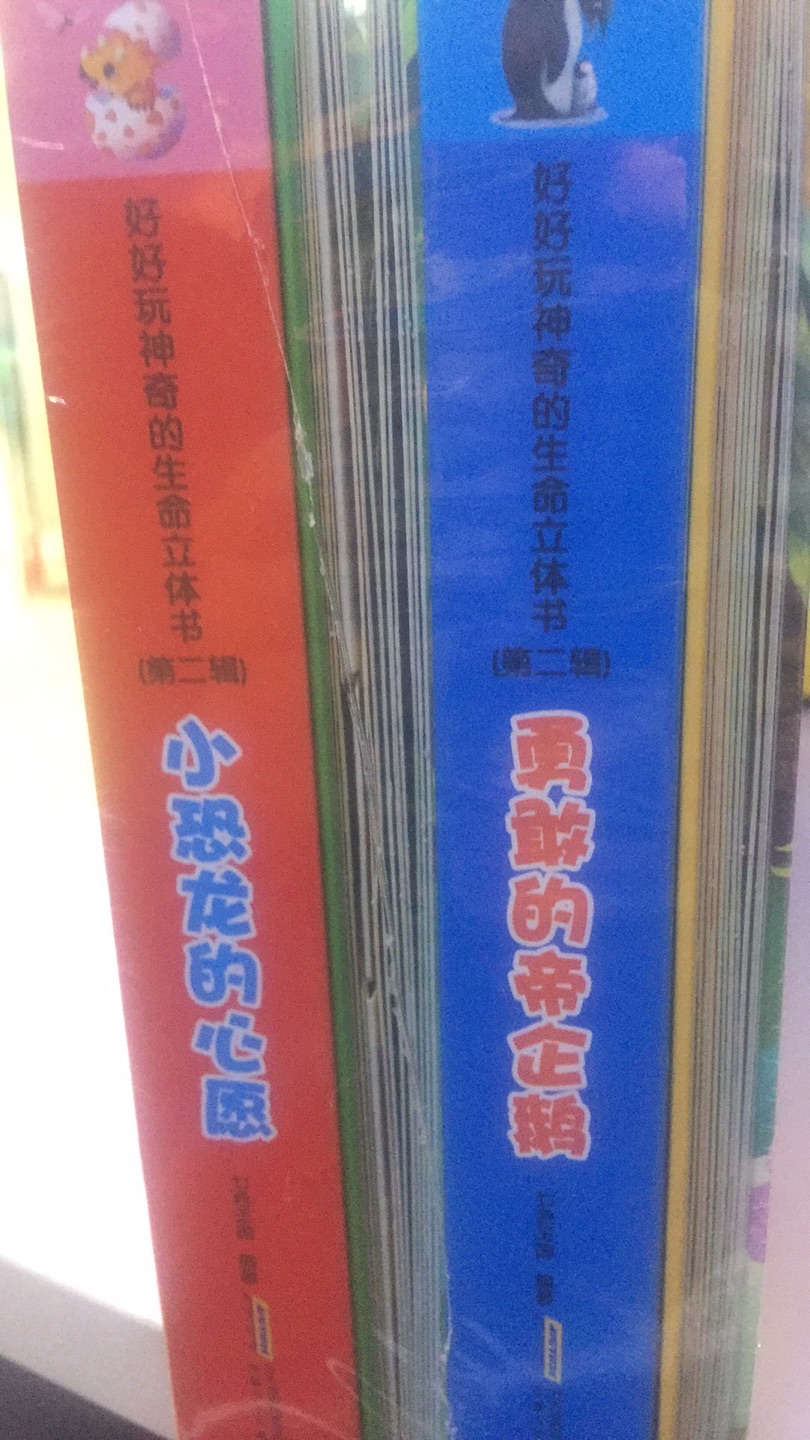 好好玩神奇的生命立体书
(第二辑)
小恐龙的心愿
好好玩神奇的生命立体书
(第二辑)
勇敢的帝企鹅